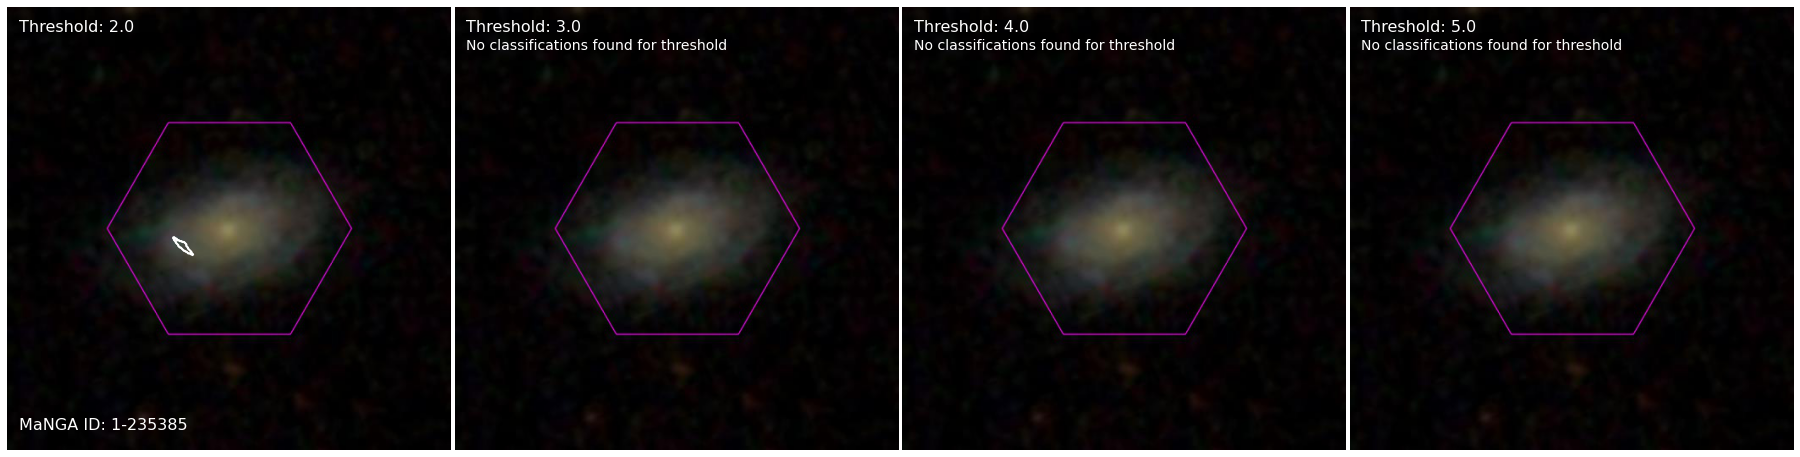 Threshold: 2.0
MaNGA ID: 1-235385
Threshold: 3.0
No classifications found for threshold
Threshold: 4.0
No classifications found for threshold
Threshold: 5.0
No classifications found for threshold